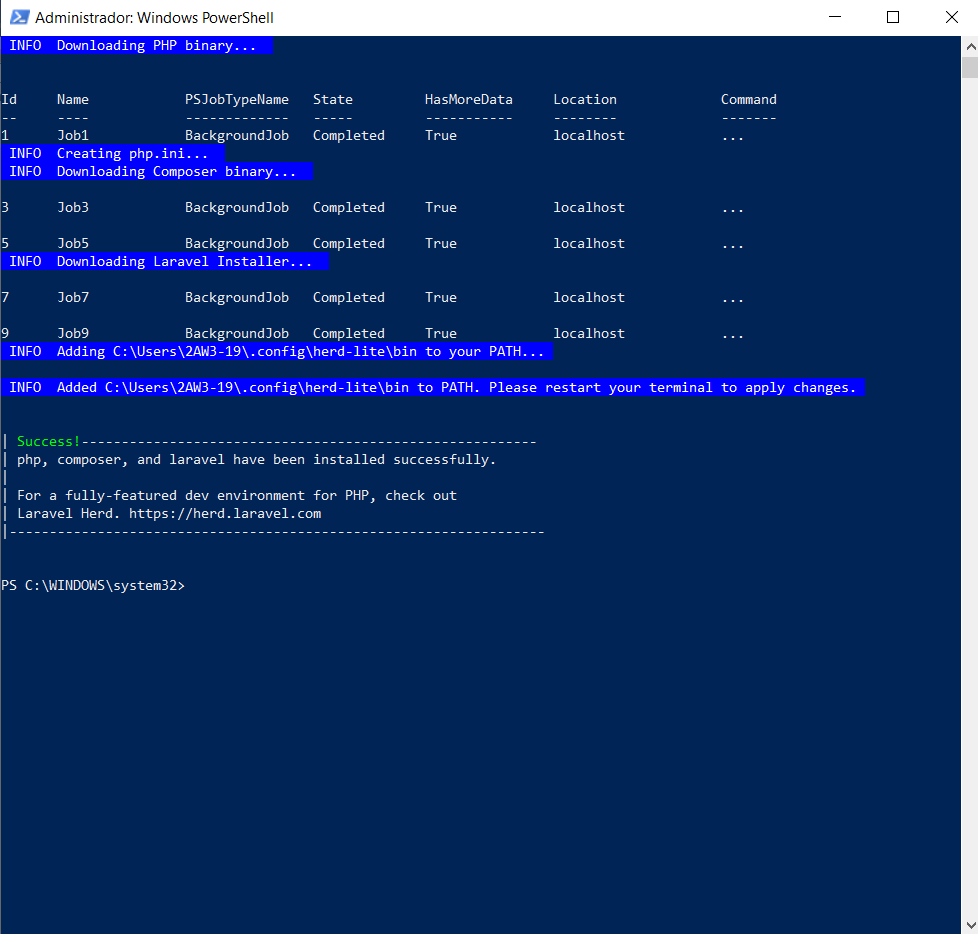 Administrador: Windows PowerShell
INFO  Downloading PHP binary...
Id     Name            PSJobTypeName   State         HasMoreData     Location             Command
--     ----            -------------   -----         -----------     --------             -------
1      Job1            BackgroundJob   Completed     True            localhost            ...
INFO  Creating php.ini...
INFO  Downloading Composer binary...
3      Job3            BackgroundJob   Completed     True            localhost            ...
5      Job5            BackgroundJob   Completed     True            localhost            ...
INFO  Downloading Laravel Installer...
7      Job7            BackgroundJob   Completed     True            localhost            ...
9      Job9            BackgroundJob   Completed     True            localhost            ...
INFO  Adding C:\Users\2AW3-19\.config\herd-lite\bin to your PATH...
INFO  Added C:\Users\2AW3-19\.config\herd-lite\bin to PATH. Please restart your terminal to apply changes.
| Success!---------------------------------------------------------
| php, composer, and laravel have been installed successfully.
|
| For a fully-featured dev environment for PHP, check out
| Laravel Herd. https://herd.laravel.com
|-------------------------------------------------------------------
PS C:\WINDOWS\system32>